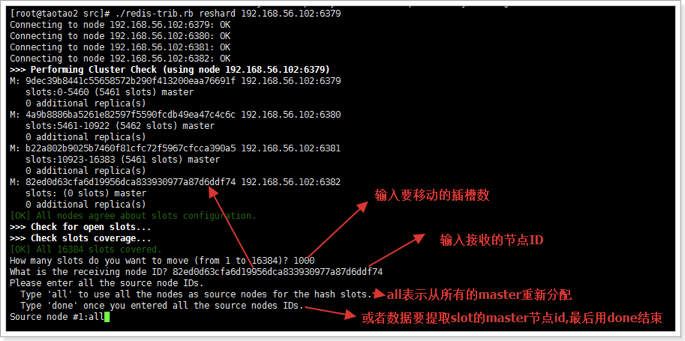 [root@taotao2 src]# ./redis-trib.rb reshard 192.168.56.102:6379
Connecting to node 192.168.56.102:6379: OK
Connecting to node 192.168.56.102:6380: OK
Connecting to node 192.168.56.102:6381: OK
Connecting to node 192.168.56.102:6382: OK
>>> Performing Cluster Check (using node 192.168.56.102:6379)
M: 9dec39b8441c55658572b290f413200eaa76691f 192.168.56.102:6379
slots:0-5460 (5461 slots) master
0 additional replica(s)
M: 4a9b8886ba5261e82597f5590fcdb49ea47c4c6c 192.168.56.102:6380
slots:5461-10922 (5462 slots) master
0 additional replica(s)
M: b22a802b9025b7460f81cfc72f5967cfcca390a5 192.168.56.102:6381
slots:10923-16383 (5461 slots) master
0 additional replica(s)
M: 82ed0d63cfa6d19956dca833930977a87d6ddf74 192.168.56.102:6382
slots: (0 slots) master
0 additional replica(s)
输入要移动的插槽数
[OK] All nodes agree about slots configuration.
>>> Check for open slots...
>>> Check slots coverage...
输入接收的节点ID
[OK] All 16384 slots covered.
How many slots do you want to move (from 1 to 16384)? 1000
What is the receiving node ID? 82ed0d63cfa6d19956dca833930977a87d6ddf74
Please enter all the source node IDs.
Type 'all' to use all the nodes as source nodes for the hash slots.
all表示从所有的master重新分配
Type 'done' once you entered all the source nodes IDs.
或者数据要提取slot的master节点id,最后用done结束
Source node #1:all